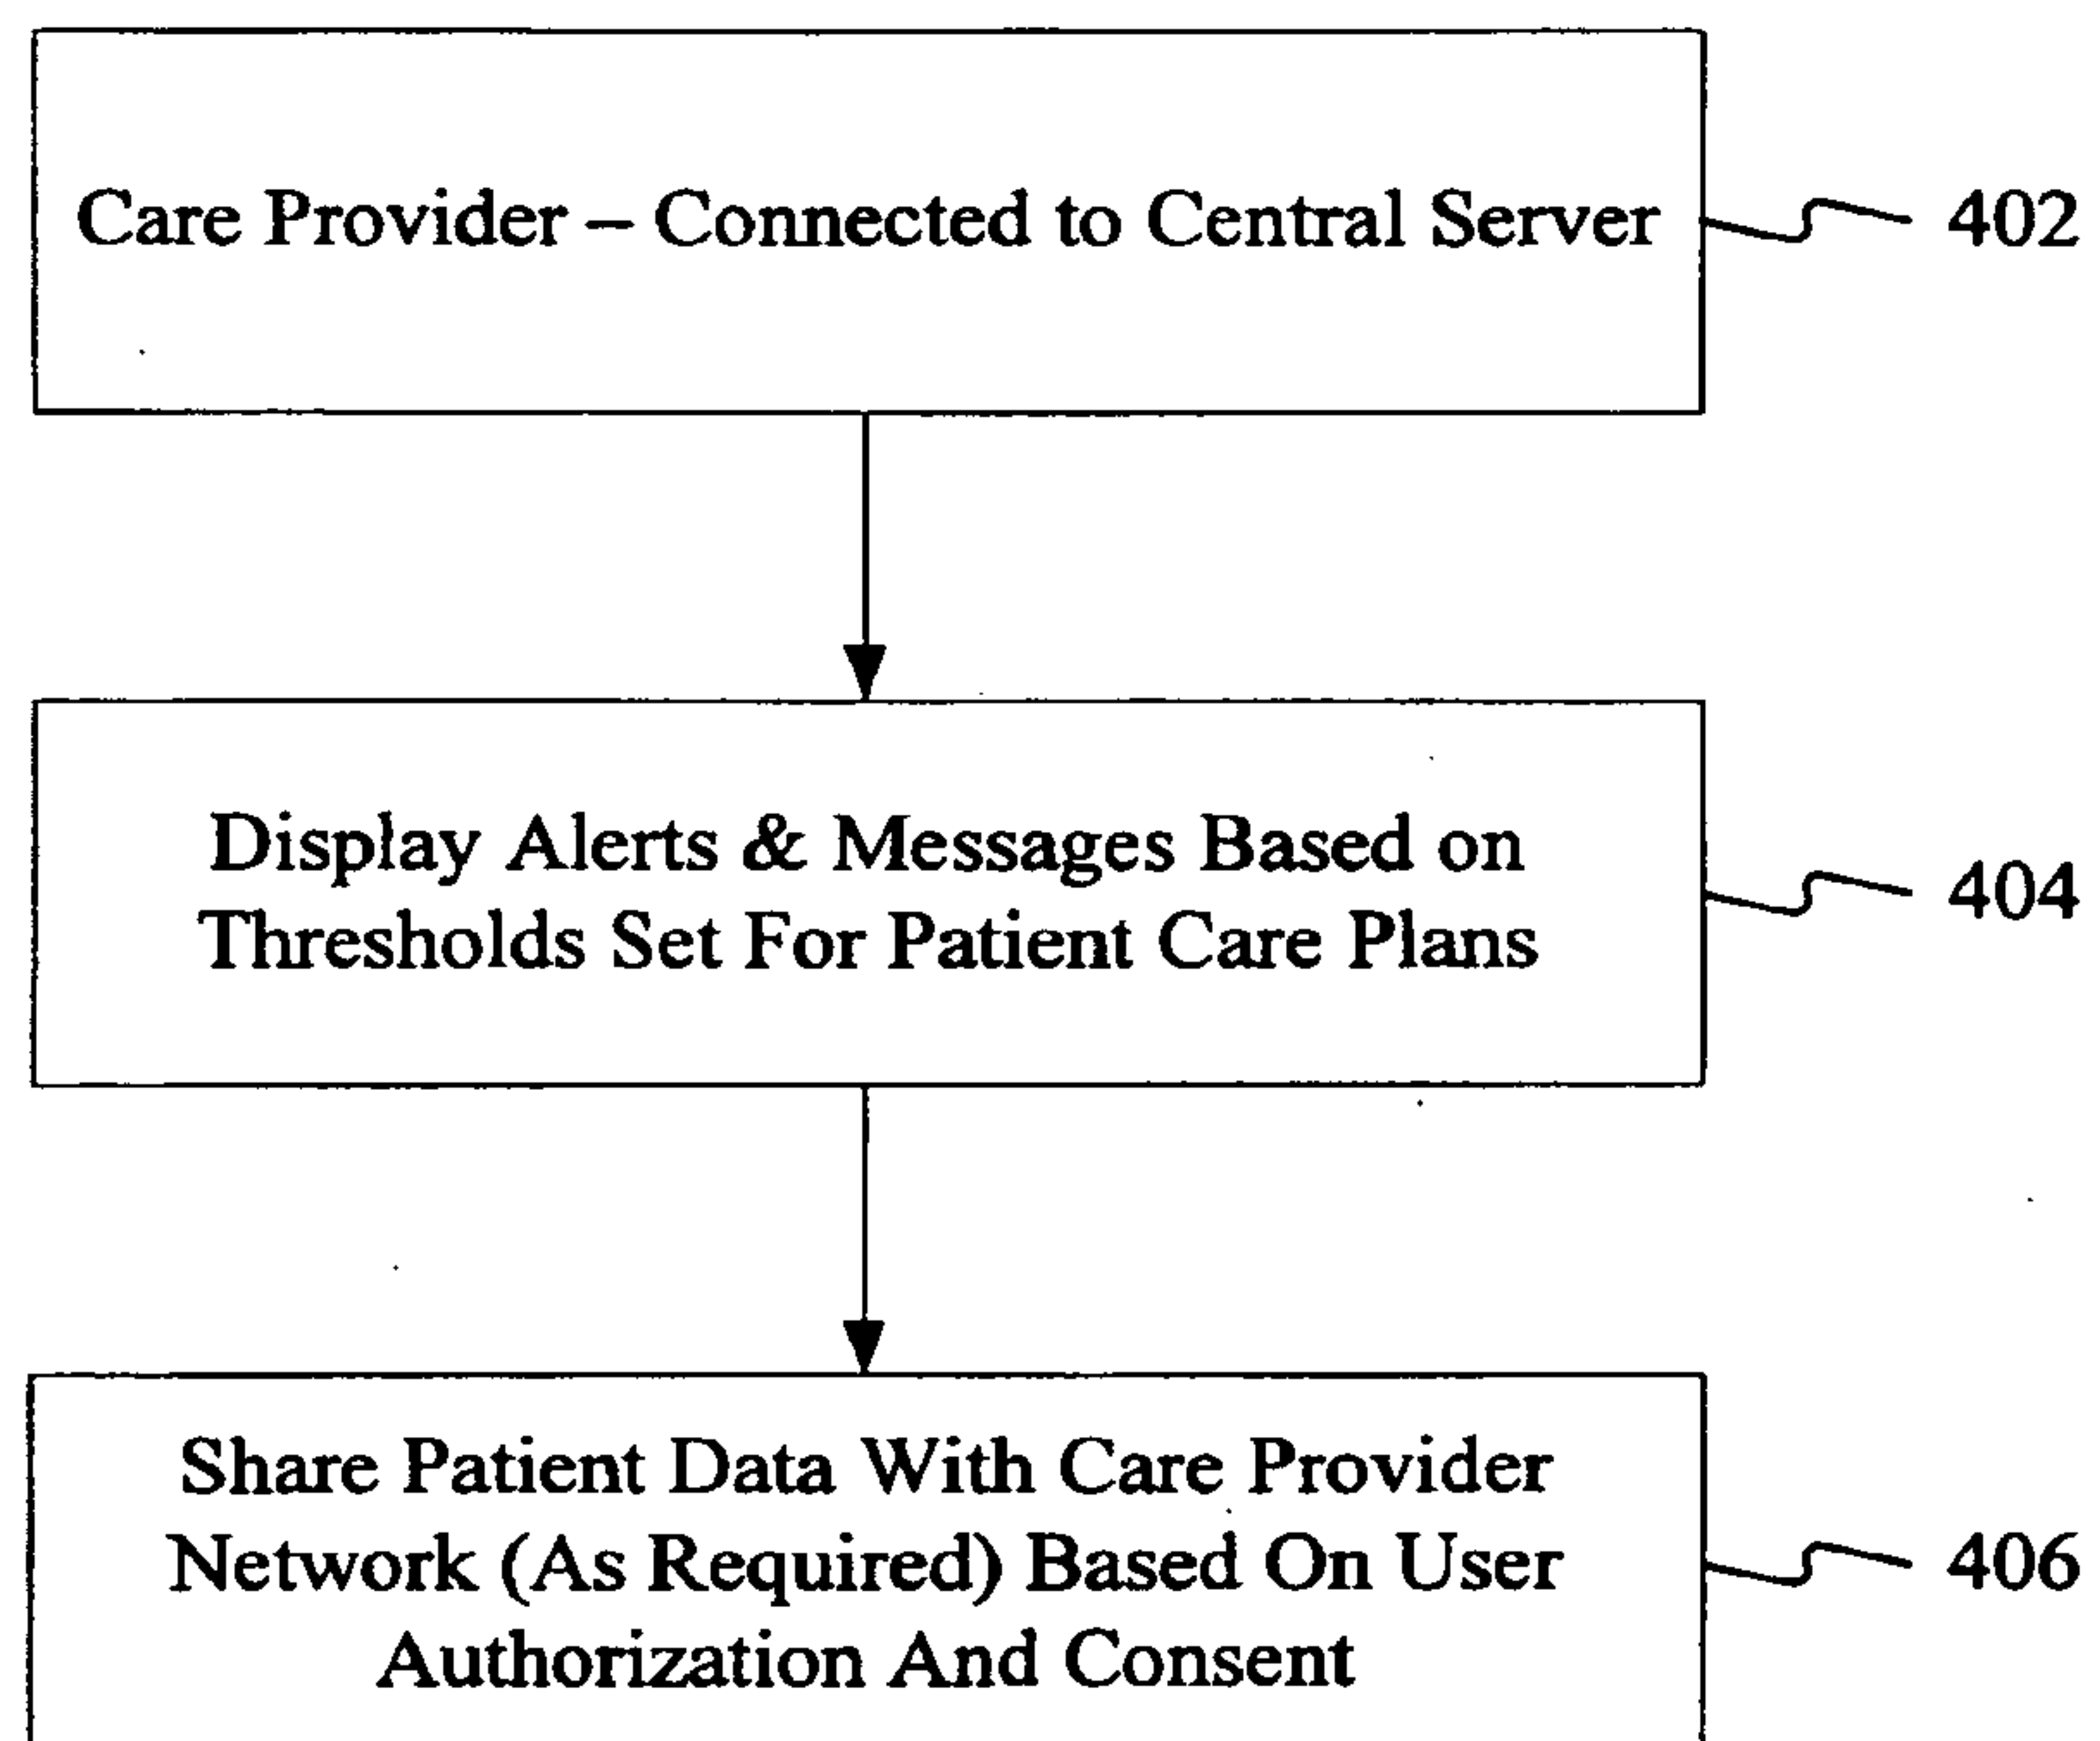 Care Provider – Connected to Central Server
402
Display Alerts & Messages Based on
Thresholds Set For Patient Care Plans
404
Share Patient Data With Care Provider
Network (As Required) Based On User
Authorization And Consent
406